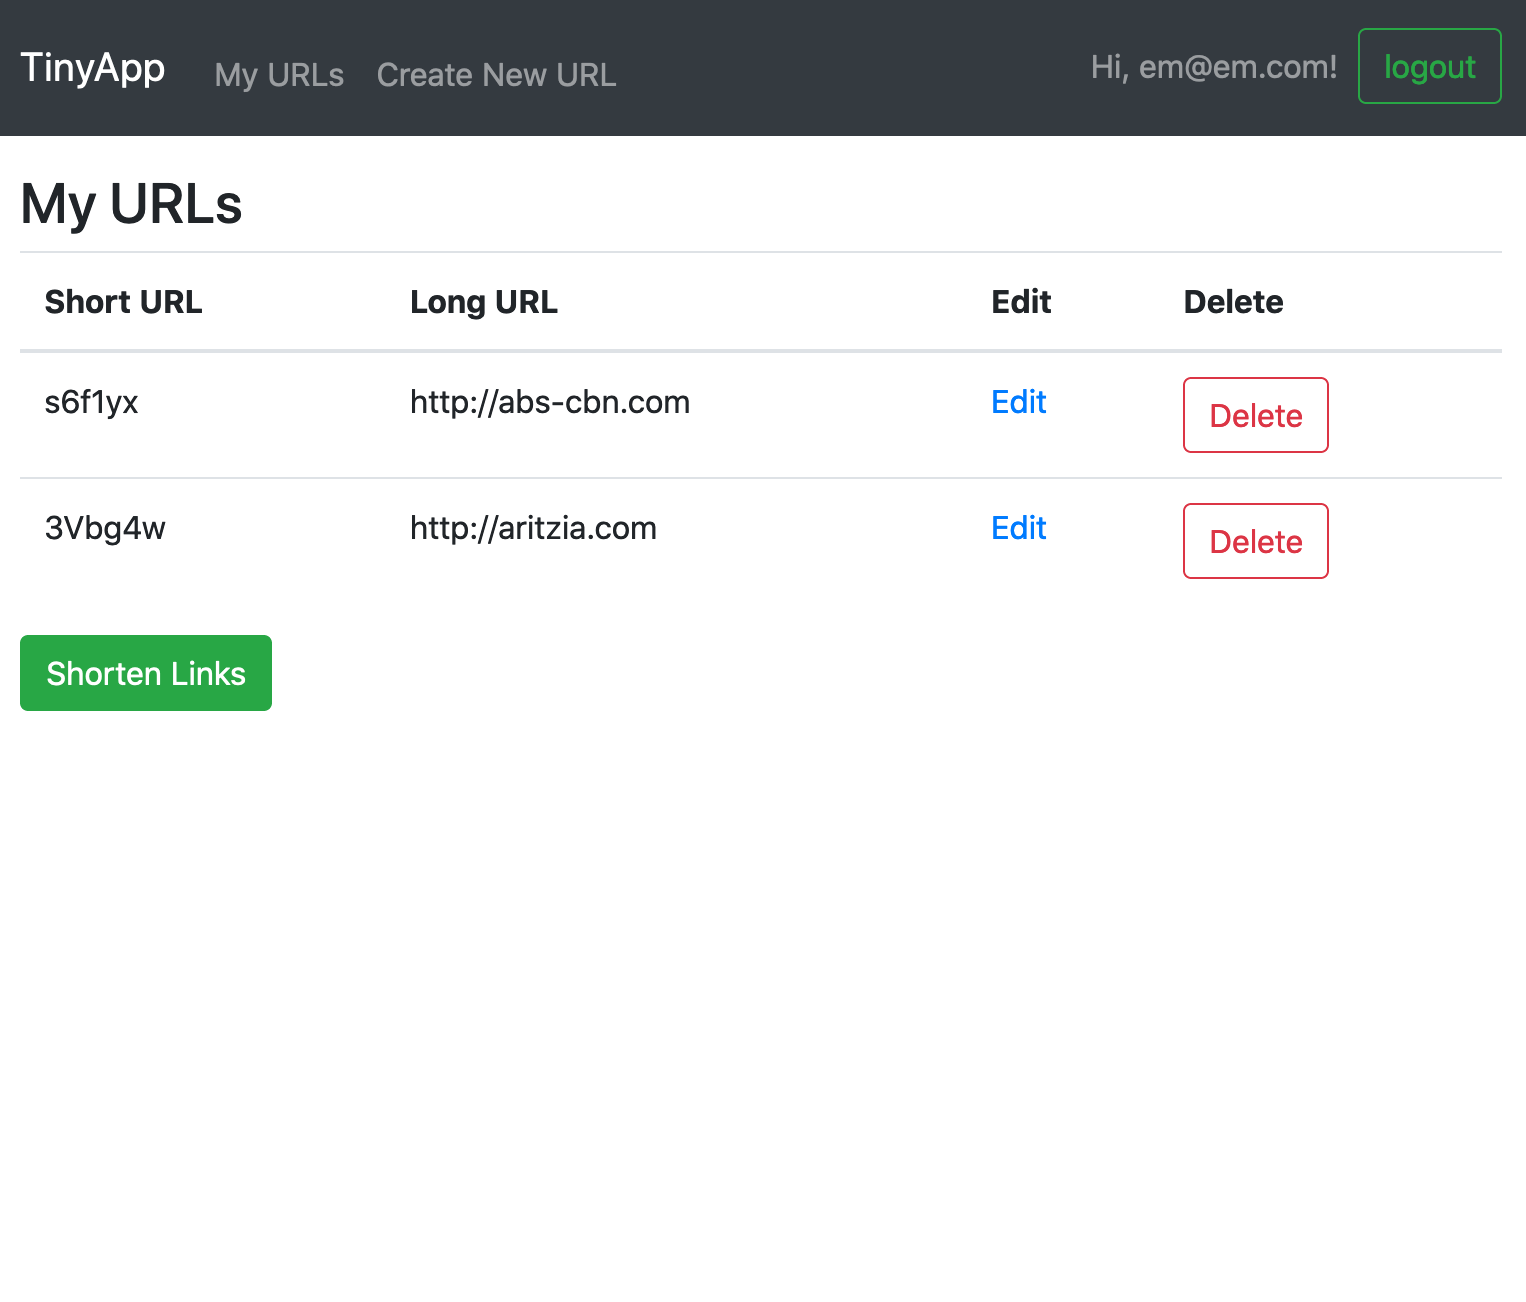 TinyApp My URLs Create New URL Hi, em@em.com! logout
My URLs
Short URL Long URL Edit Delete
s6f1yx http://abs-cbn.com Edit Delete
3Vbg4w http://aritzia.com Edit Delete
Shorten Links